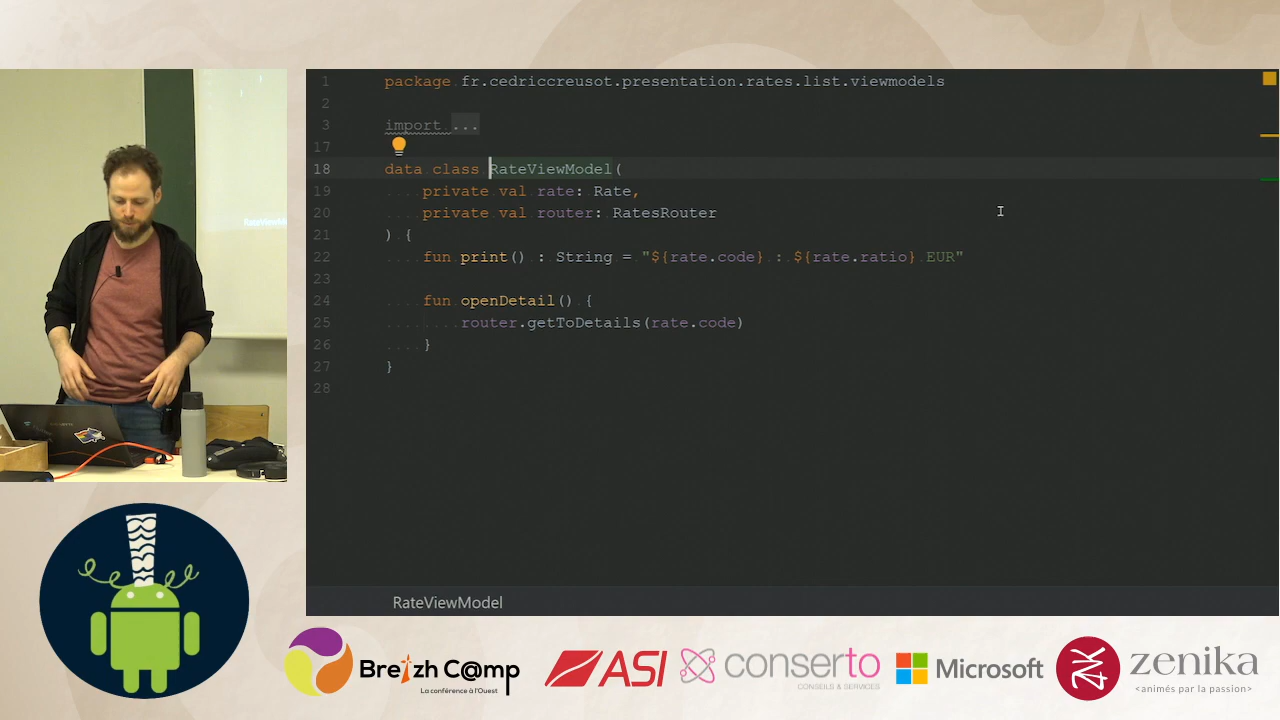 1 package fr.cedriccreusot.presentation.rates.list.viewmodels
2
3 import ...
17
18 data class RateViewModel(
19 private val rate: Rate,
20 private val router: RatesRouter
21 ) {
22 fun print() : String = "${rate.code} : ${rate.ratio} EUR"
23
24 fun openDetail() {
25 router.getToDetails(rate.code)
26 }
27 }
28
RateViewModel
Breizh C@mp
La conférence à l'Ouest
ASI
conserto
CONSEILS & SERVICES
Microsoft
zenika
<animés par la passion>